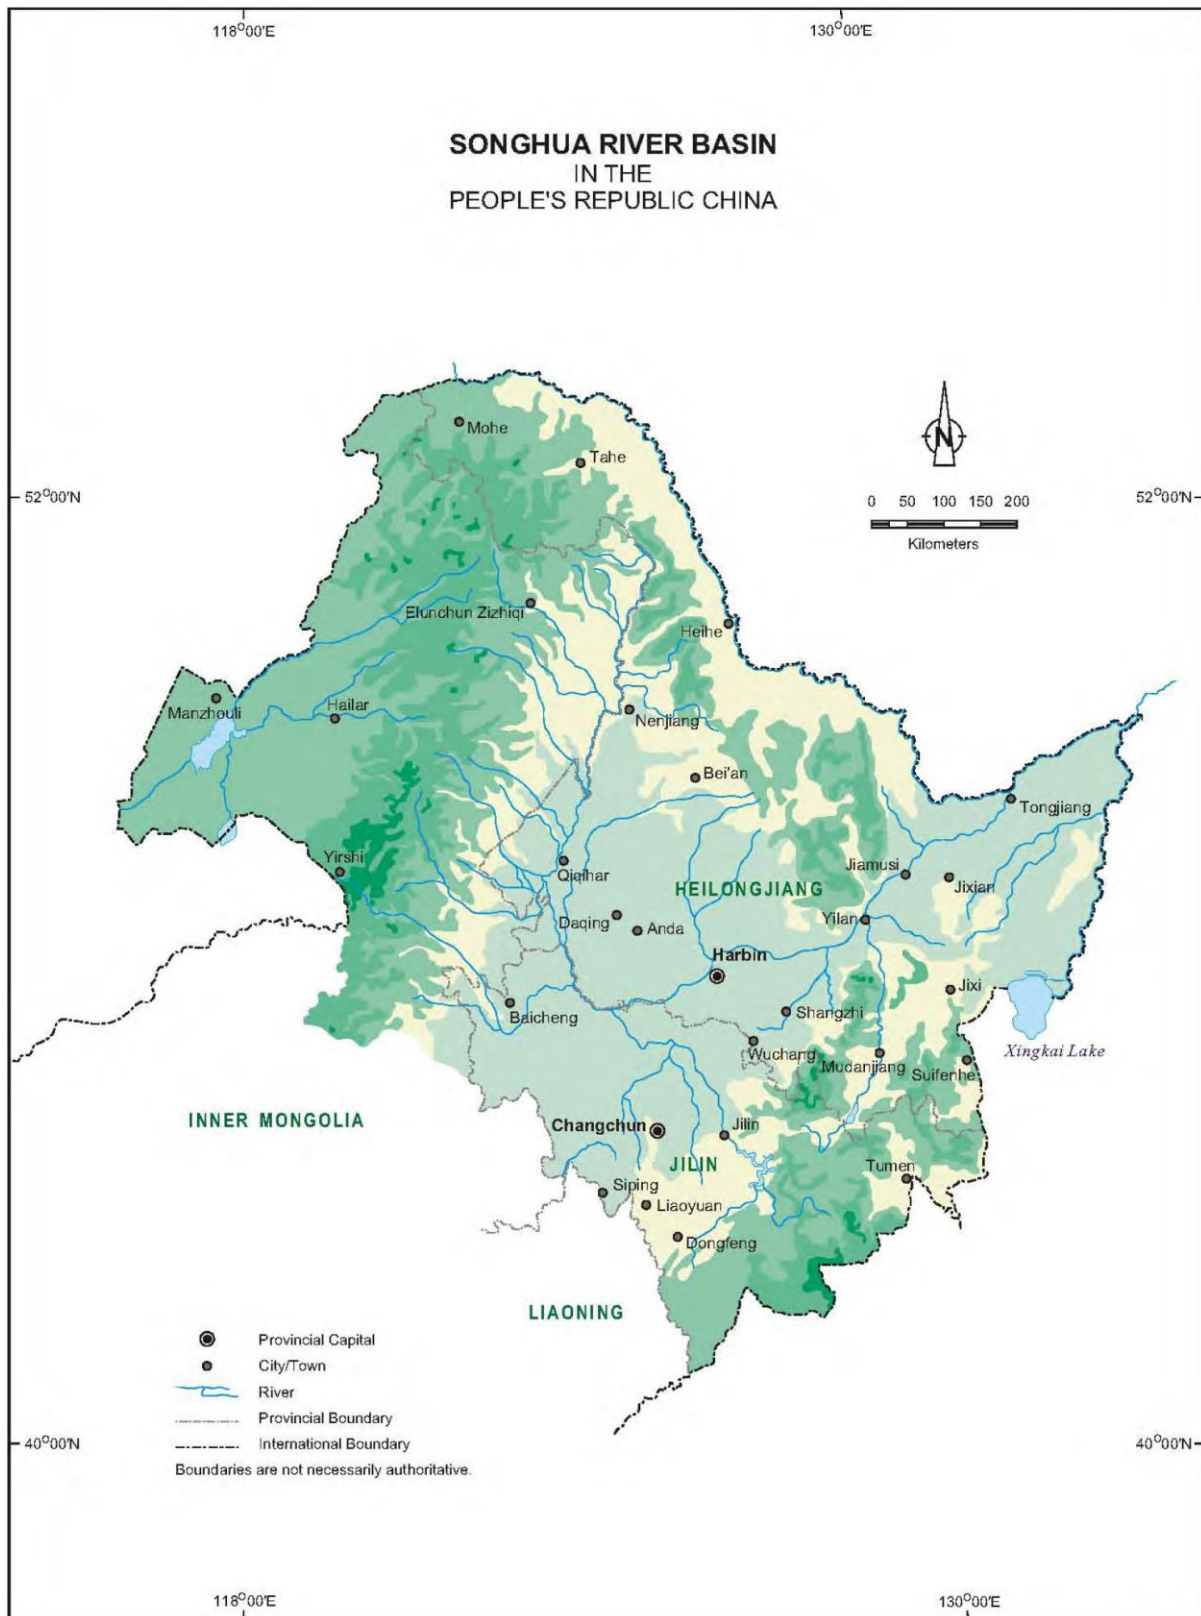 118°00'E
130°00'E
SONGHUA RIVER BASIN
IN THE
PEOPLE'S REPUBLIC CHINA
N
Mohe
Tahe
52°00'N
52°00'N
0 50 100 150 200
Kilometers
Elunchun Zizhiqi
Heihe
Manzhouli
Hailar
Nenjiang
Bei'an
Tongjiang
Yirshi
Qiqihar
Jiamusi
HEILONGJIANG
Jixian
Daqing
Anda
Yilan
Harbin
Jixi
Baicheng
Shangzhi
Wuchang
Xingkai Lake
Mudanjiang
Suifenhe
INNER MONGOLIA
Changchun
Jilin
JILIN
Tumen
Siping
Liaoyuan
Dongfeng
LIAONING
Provincial Capital
City/Town
River
Provincial Boundary
International Boundary
40°00'N
40°00'N
Boundaries are not necessarily authoritative.
118°00'E
130°00'E